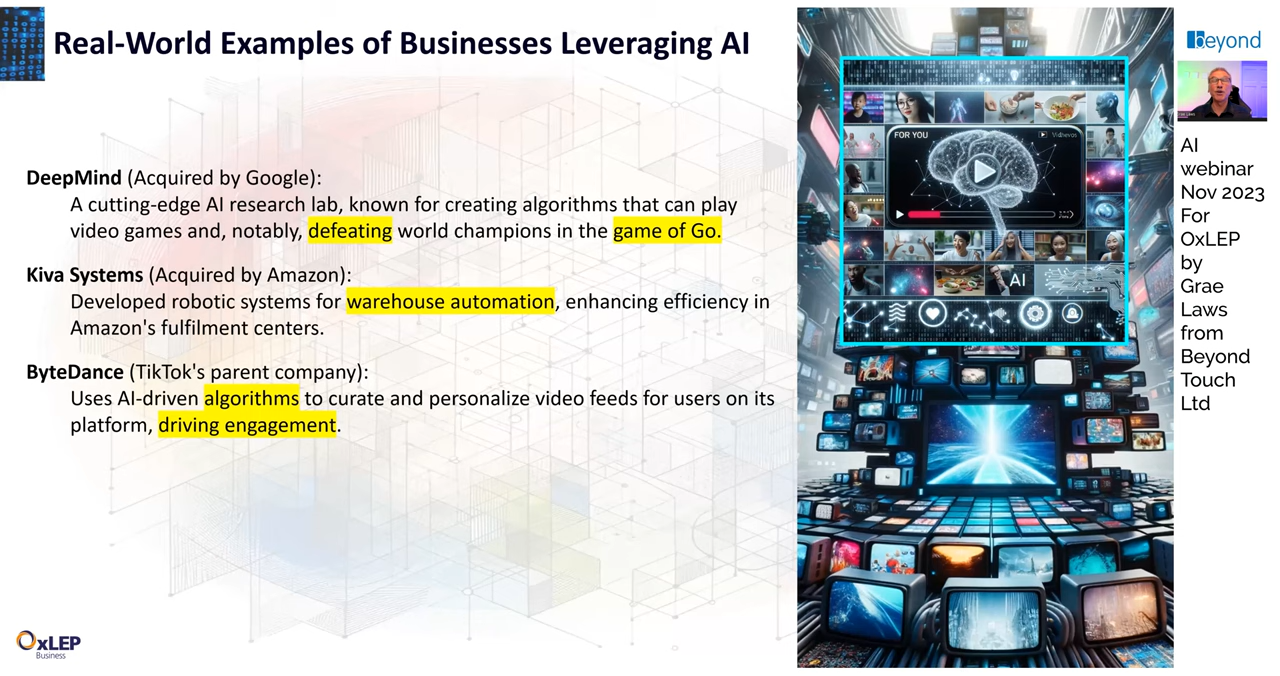 Real-World Examples of Businesses Leveraging AI
DeepMind (Acquired by Google):
A cutting-edge AI research lab, known for creating algorithms that can play
video games and, notably, defeating world champions in the game of Go.
Kiva Systems (Acquired by Amazon):
Developed robotic systems for warehouse automation, enhancing efficiency in
Amazon's fulfilment centers.
ByteDance (TikTok's parent company):
Uses AI-driven algorithms to curate and personalize video feeds for users on its
platform, driving engagement.
OxLEP
Business
FOR YOU
AI
Beyond
AI
webinar
Nov 2023
For
OxLEP
by
Grae
Laws
from
Beyond
Touch
Ltd